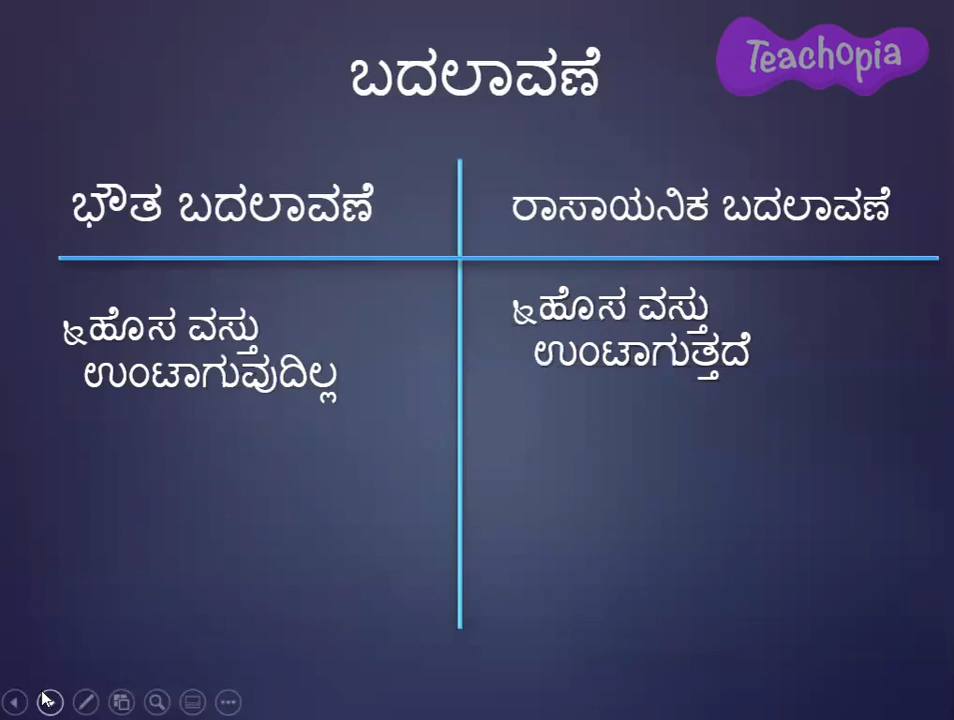 Teachopia
ಬದಲಾವಣೆ
ಭೌತ ಬದಲಾವಣೆ
ರಾಸಾಯನಿಕ ಬದಲಾವಣೆ
ಹೊಸ ವಸ್ತು
ಉಂಟಾಗುವುದಿಲ್ಲ
ಹೊಸ ವಸ್ತು
ಉಂಟಾಗುತ್ತದೆ